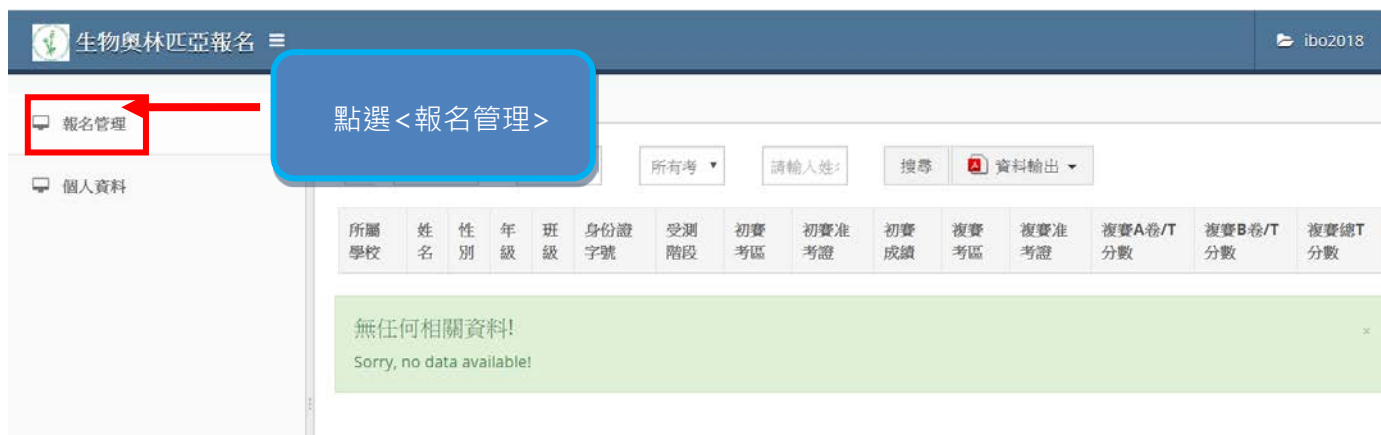 生物奧林匹亞報名
ibo2018
報名管理
點選<報名管理>
所有考
請輸入姓
搜尋
資料輸出
個人資料
所屬學校
姓名
性別
年級
班級
身份證字號
受測階段
初賽考區
初賽准考證
初賽成績
複賽考區
複賽准考證
複賽A卷/T分數
複賽B卷/T分數
複賽總T分數
無任何相關資料!
×
Sorry, no data available!